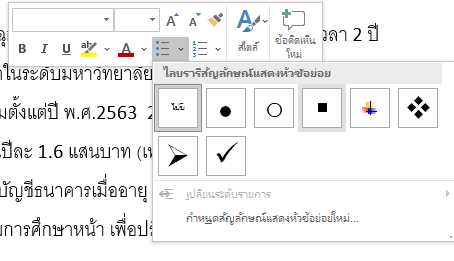 ลา 2 ปี
B I U ab A
สไตล์ ข้อคิดเห็น
ใหม่
าในระดับมหาวิทยาลัย
ไลบรารีสัญลักษณ์แสดงหัวข้อย่อย
ไม่มี
มตั้งแต่ปี พ.ศ.2563 2
นปีละ 1.6 แสนบาท (เท
บัญชีธนาคารเมื่ออายุ
เปลี่ยนระดับรายการ
กำหนดสัญลักษณ์แสดงหัวข้อย่อยใหม่...
มการศึกษาหน้า เพื่อปรั